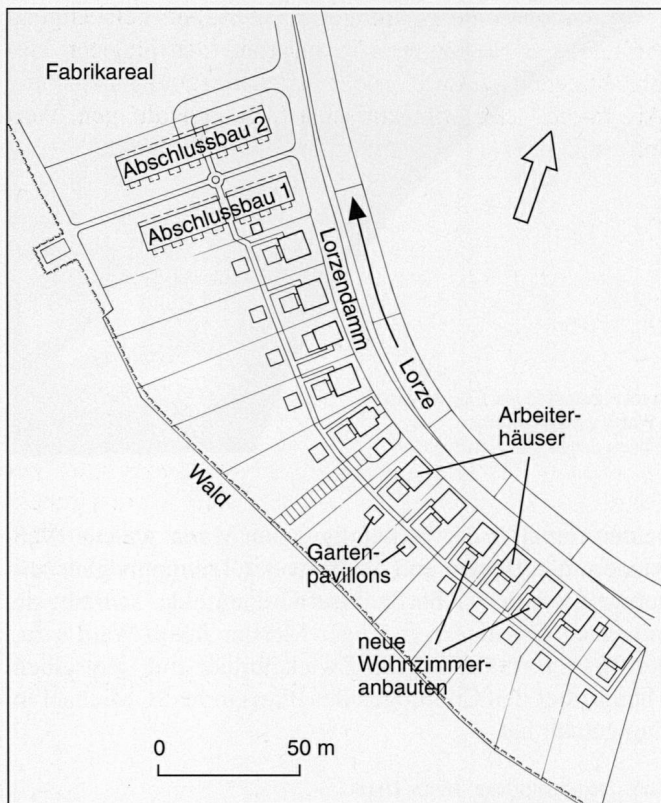 Fabrikareal
Abschlussbau 2
Abschlussbau 1
Lorzendamm
Lorze
Arbeiter-
häuser
Wald
Garten-
pavillons
neue
Wohnzimmer-
anbauten
0 50 m